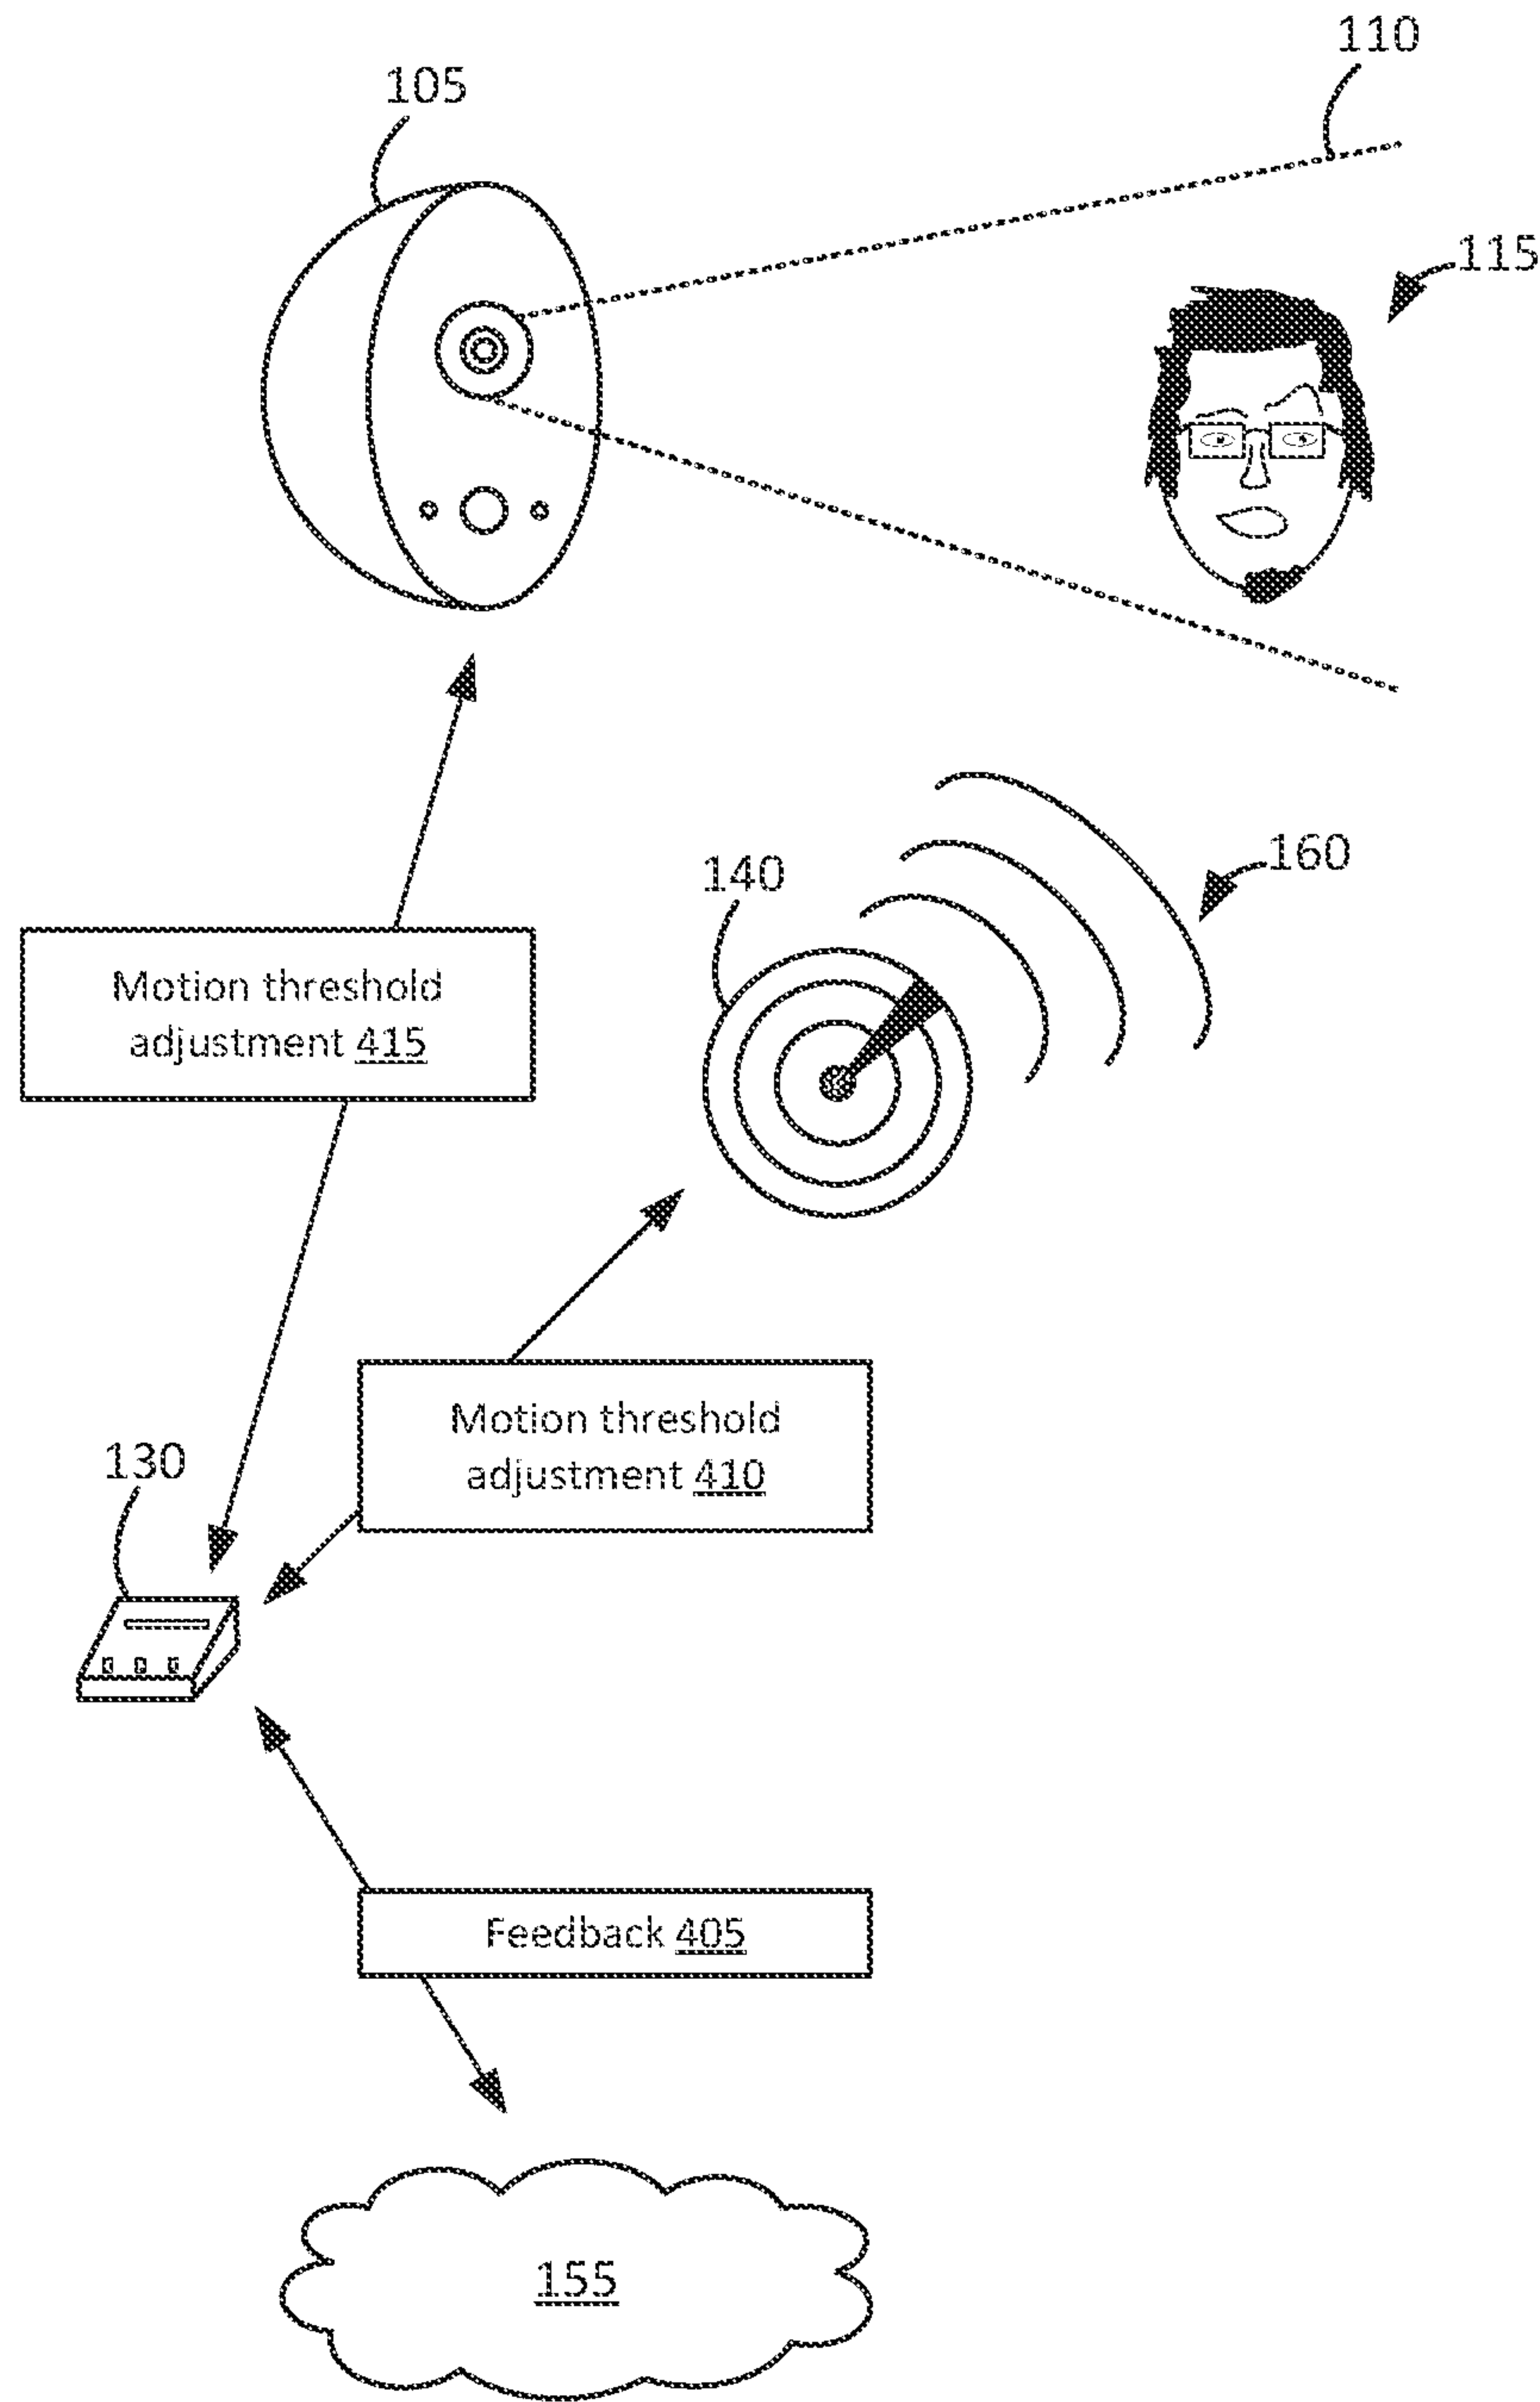 110
105
115
160
140
Motion threshold
adjustment 415
Motion threshold
adjustment 410
130
Feedback 405
155